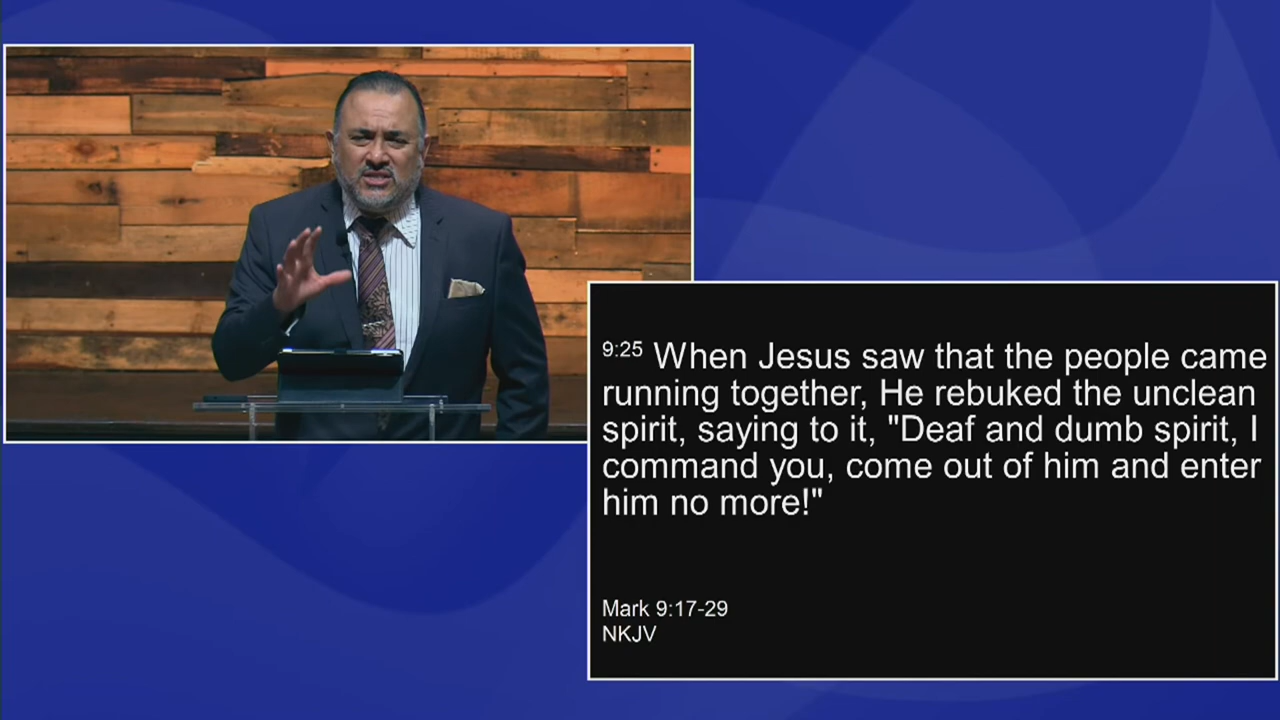 9:25 When Jesus saw that the people came
running together, He rebuked the unclean
spirit, saying to it, "Deaf and dumb spirit, I
command you, come out of him and enter
him no more!"
Mark 9:17-29
NKJV